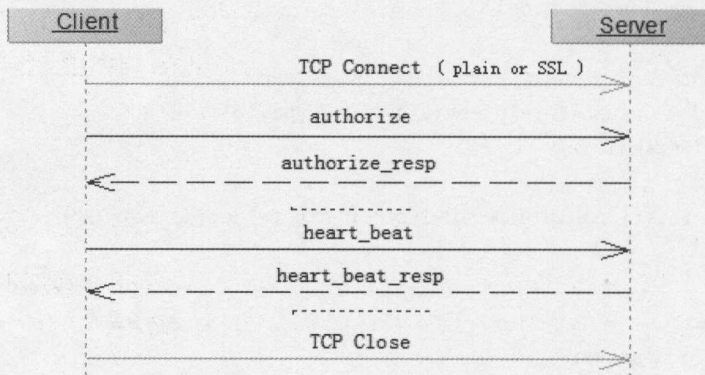 Client
Server
TCP Connect ( plain or SSL )
authorize
authorize_resp
heart_beat
heart_beat_resp
TCP Close